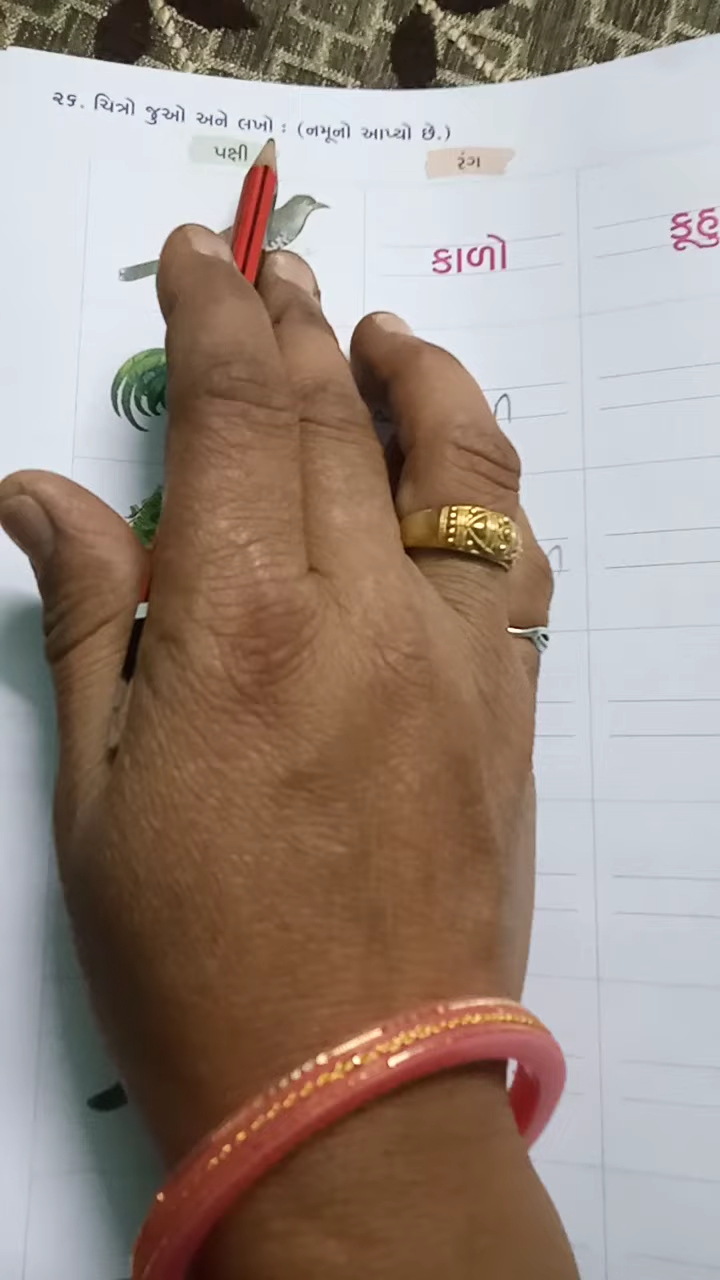 ૨૬. ચિત્રો જુઓ અને લખો : (નમૂનો આપ્યો છે.)
પક્ષી
રંગ
કાળો
કૂહુ